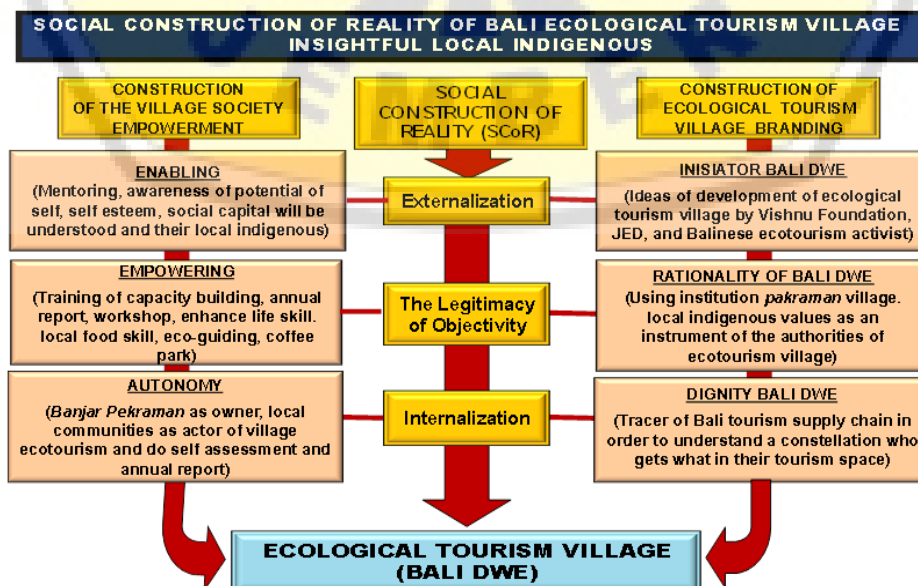 SOCIAL CONSTRUCTION OF REALITY OF BALI ECOLOGICAL TOURISM VILLAGE
INSIGHTFUL LOCAL INDIGENOUS
CONSTRUCTION
OF THE VILLAGE SOCIETY
EMPOWERMENT
SOCIAL
CONSTRUCTION OF
REALITY (SCoR)
CONSTRUCTION OF
ECOLOGICAL TOURISM
VILLAGE BRANDING
ENABLING
(Mentoring, awareness of potential of
self, self esteem, social capital will be
understood and their local indigenous)
Externalization
INISIATOR BALI DWE
(Ideas of development of ecological
tourism village by Vishnu Foundation,
JED, and Balinese ecotourism activist)
EMPOWERING
(Training of capacity building, annual
report, workshop, enhance life skill.
local food skill, eco-guiding, coffee
park)
The Legitimacy
of Objectivity
RATIONALITY OF BALI DWE
(Using institution pakraman village.
local indigenous values as an
instrument of the authorities of
ecotourism village)
AUTONOMY
(Banjar Pekraman as owner, local
communities as actor of village
ecotourism and do self assessment and
annual report)
Internalization
DIGNITY BALI DWE
(Tracer of Bali tourism supply chain in
order to understand a constellation who
gets what in their tourism space)
ECOLOGICAL TOURISM VILLAGE
(BALI DWE)